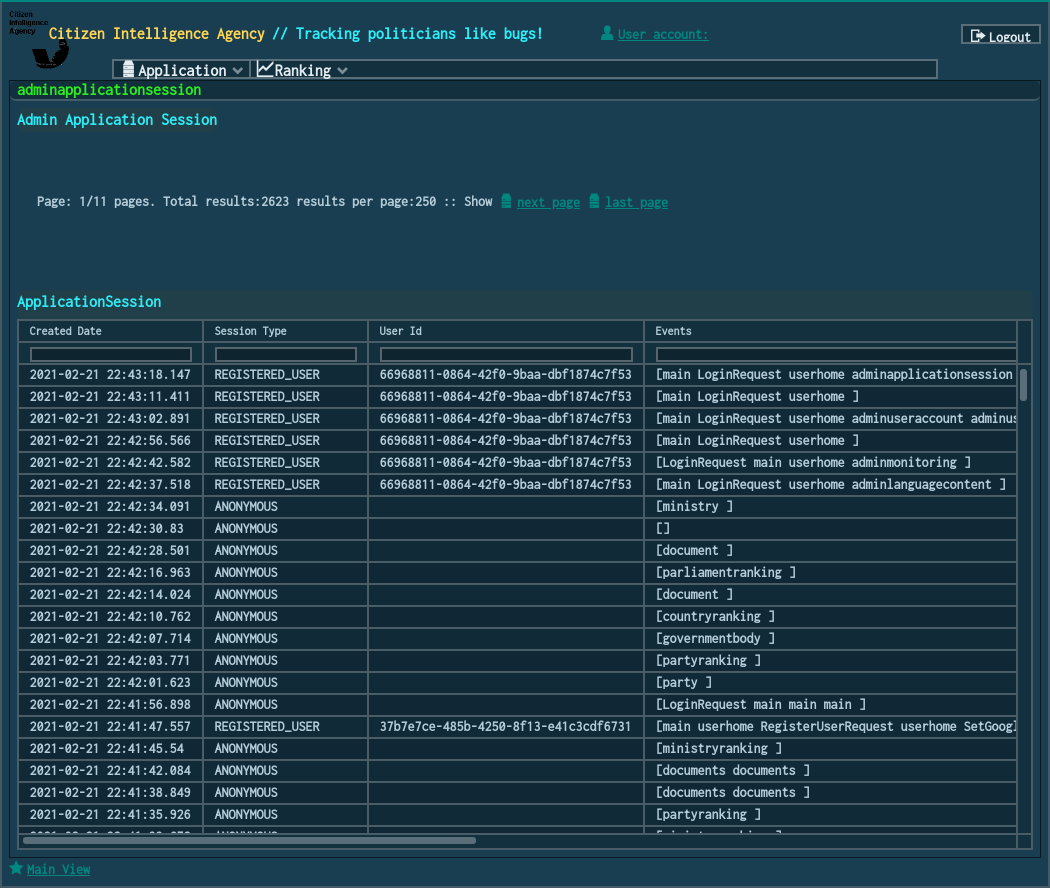 Citizen
Intelligence
Agency
Citizen Intelligence Agency // Tracking politicians like bugs!
User account:
Logout
Application
Ranking
adminapplicationsession
Admin Application Session
Page: 1/11 pages. Total results:2623 results per page:250 :: Show next page last page
ApplicationSession
Created Date Session Type User Id Events
2021-02-21 22:43:18.147 REGISTERED_USER 66968811-0864-42f0-9baa-dbf1874c7f53 [main LoginRequest userhome adminapplicationsession
2021-02-21 22:43:11.411 REGISTERED_USER 66968811-0864-42f0-9baa-dbf1874c7f53 [main LoginRequest userhome ]
2021-02-21 22:43:02.891 REGISTERED_USER 66968811-0864-42f0-9baa-dbf1874c7f53 [main LoginRequest userhome adminuseraccount adminus
2021-02-21 22:42:56.566 REGISTERED_USER 66968811-0864-42f0-9baa-dbf1874c7f53 [main LoginRequest userhome ]
2021-02-21 22:42:42.582 REGISTERED_USER 66968811-0864-42f0-9baa-dbf1874c7f53 [LoginRequest main userhome adminmonitoring ]
2021-02-21 22:42:37.518 REGISTERED_USER 66968811-0864-42f0-9baa-dbf1874c7f53 [main LoginRequest userhome adminlanguagecontent ]
2021-02-21 22:42:34.091 ANONYMOUS [ministry ]
2021-02-21 22:42:30.83 ANONYMOUS []
2021-02-21 22:42:28.501 ANONYMOUS [document ]
2021-02-21 22:42:16.963 ANONYMOUS [parliamentranking ]
2021-02-21 22:42:14.024 ANONYMOUS [document ]
2021-02-21 22:42:10.762 ANONYMOUS [countryranking ]
2021-02-21 22:42:07.714 ANONYMOUS [governmentbody ]
2021-02-21 22:42:03.771 ANONYMOUS [partyranking ]
2021-02-21 22:42:01.623 ANONYMOUS [party ]
2021-02-21 22:41:56.898 ANONYMOUS [LoginRequest main main main ]
2021-02-21 22:41:47.557 REGISTERED_USER 37b7e7ce-485b-4250-8f13-e41c3cdf6731 [main userhome RegisterUserRequest userhome SetGoogl
2021-02-21 22:41:45.54 ANONYMOUS [ministryranking ]
2021-02-21 22:41:42.084 ANONYMOUS [documents documents ]
2021-02-21 22:41:38.849 ANONYMOUS [documents documents ]
2021-02-21 22:41:35.926 ANONYMOUS [partyranking ]
Main View